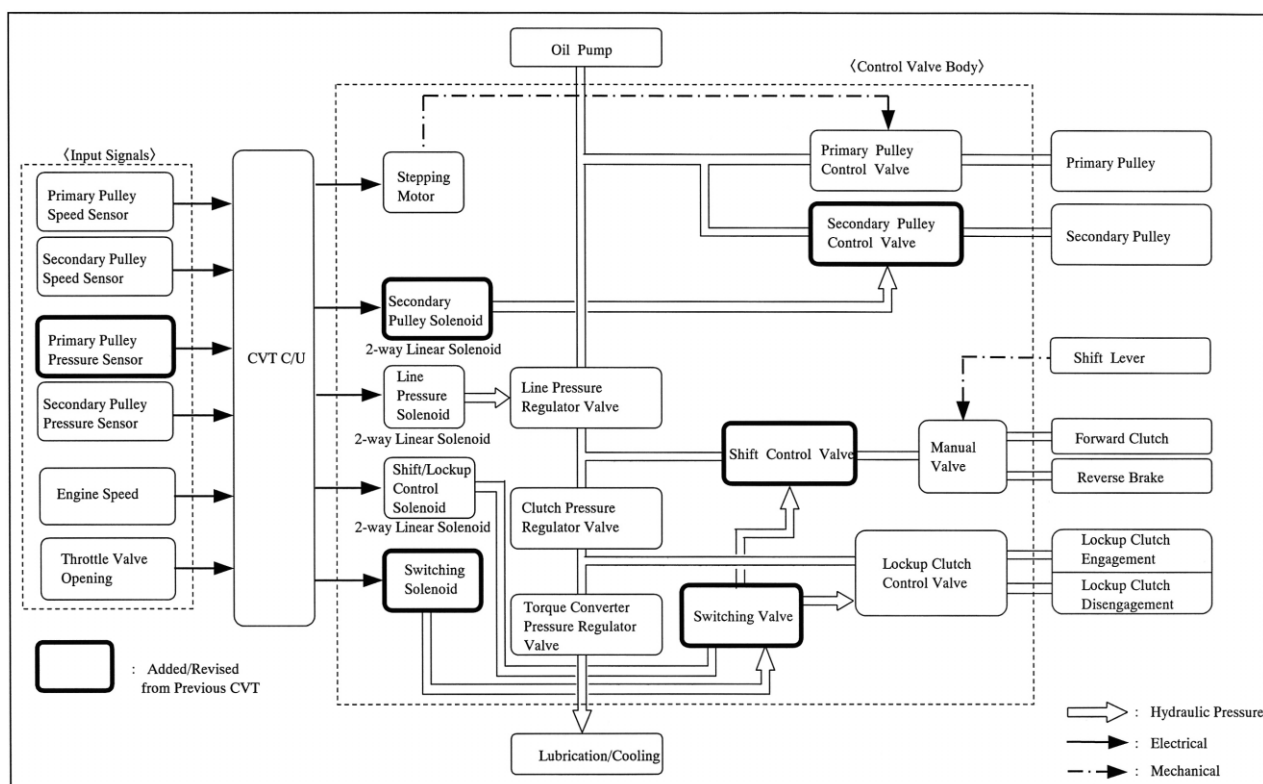 Oil Pump
〈Control Valve Body〉
〈Input Signals〉
Primary Pulley
Speed Sensor
Secondary Pulley
Speed Sensor
Primary Pulley
Pressure Sensor
Secondary Pulley
Pressure Sensor
Engine Speed
Throttle Valve
Opening
CVT C/U
Stepping
Motor
Secondary
Pulley Solenoid
2-way Linear Solenoid
Line
Pressure
Solenoid
2-way Linear Solenoid
Shift/Lockup
Control
Solenoid
2-way Linear Solenoid
Switching
Solenoid
Line Pressure
Regulator Valve
Clutch Pressure
Regulator Valve
Torque Converter
Pressure Regulator
Valve
Lubrication/Cooling
Primary Pulley
Control Valve
Secondary Pulley
Control Valve
Shift Control Valve
Manual
Valve
Switching Valve
Lockup Clutch
Control Valve
Primary Pulley
Secondary Pulley
Shift Lever
Forward Clutch
Reverse Brake
Lockup Clutch
Engagement
Lockup Clutch
Disengagement
: Added/Revised
from Previous CVT
: Hydraulic Pressure
: Electrical
: Mechanical